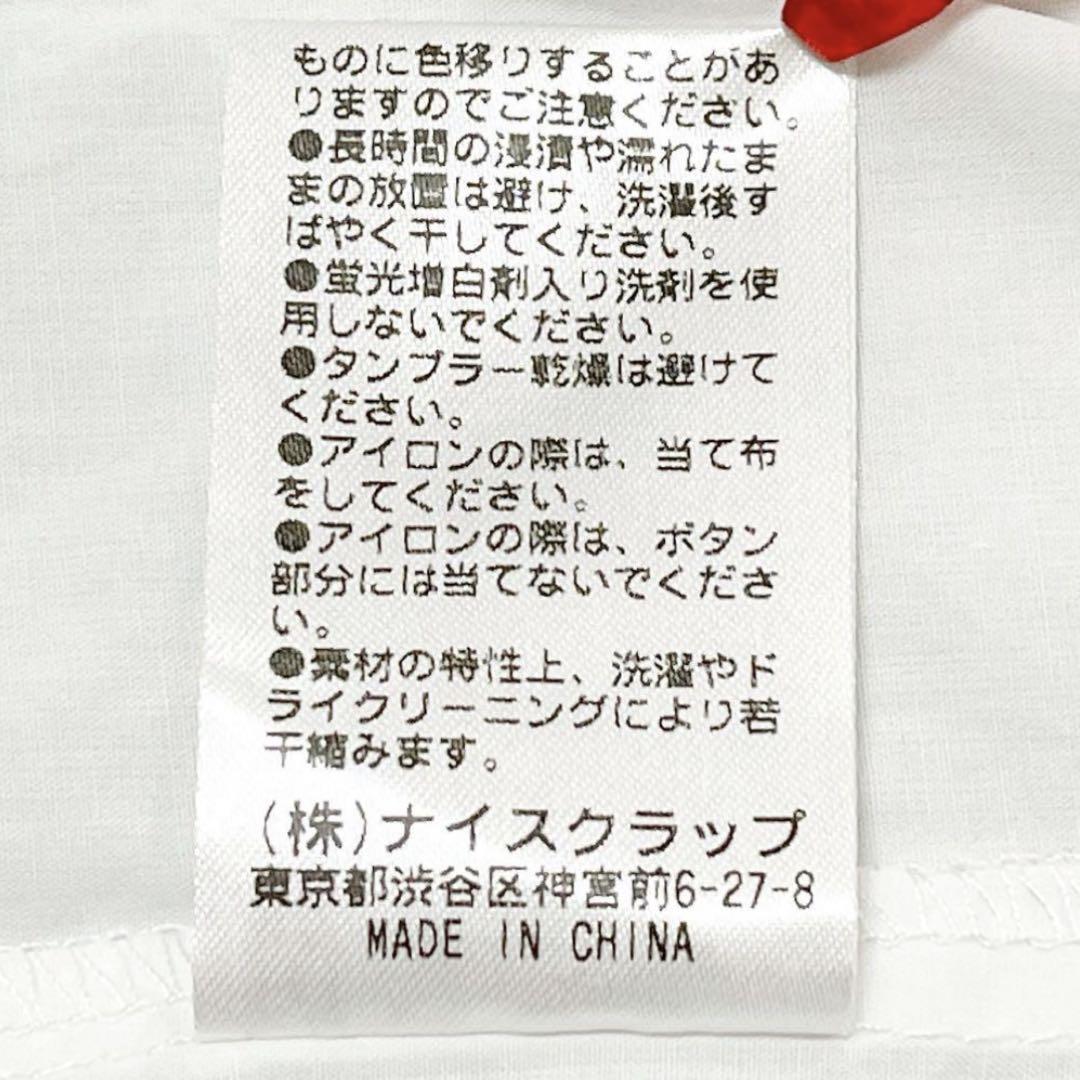 ものに色移りすることがあ
りますのでご注意ください。
●長時間の浸漬や濡れたま
まの放置は避け、洗濯後す
ばやく干してください。
●蛍光増白剤入り洗剤を使
用しないでください。
●タンブラー乾燥は避けて
ください。
●アイロンの際は、当て布
をしてください。
●アイロンの際は、ボタン
部分には当てないでくださ
い。
●素材の特性上、洗濯やド
ライクリーニングにより若
干縮みます。
(株)ナイスクラップ
東京都渋谷区神宮前6-27-8
MADE IN CHINA